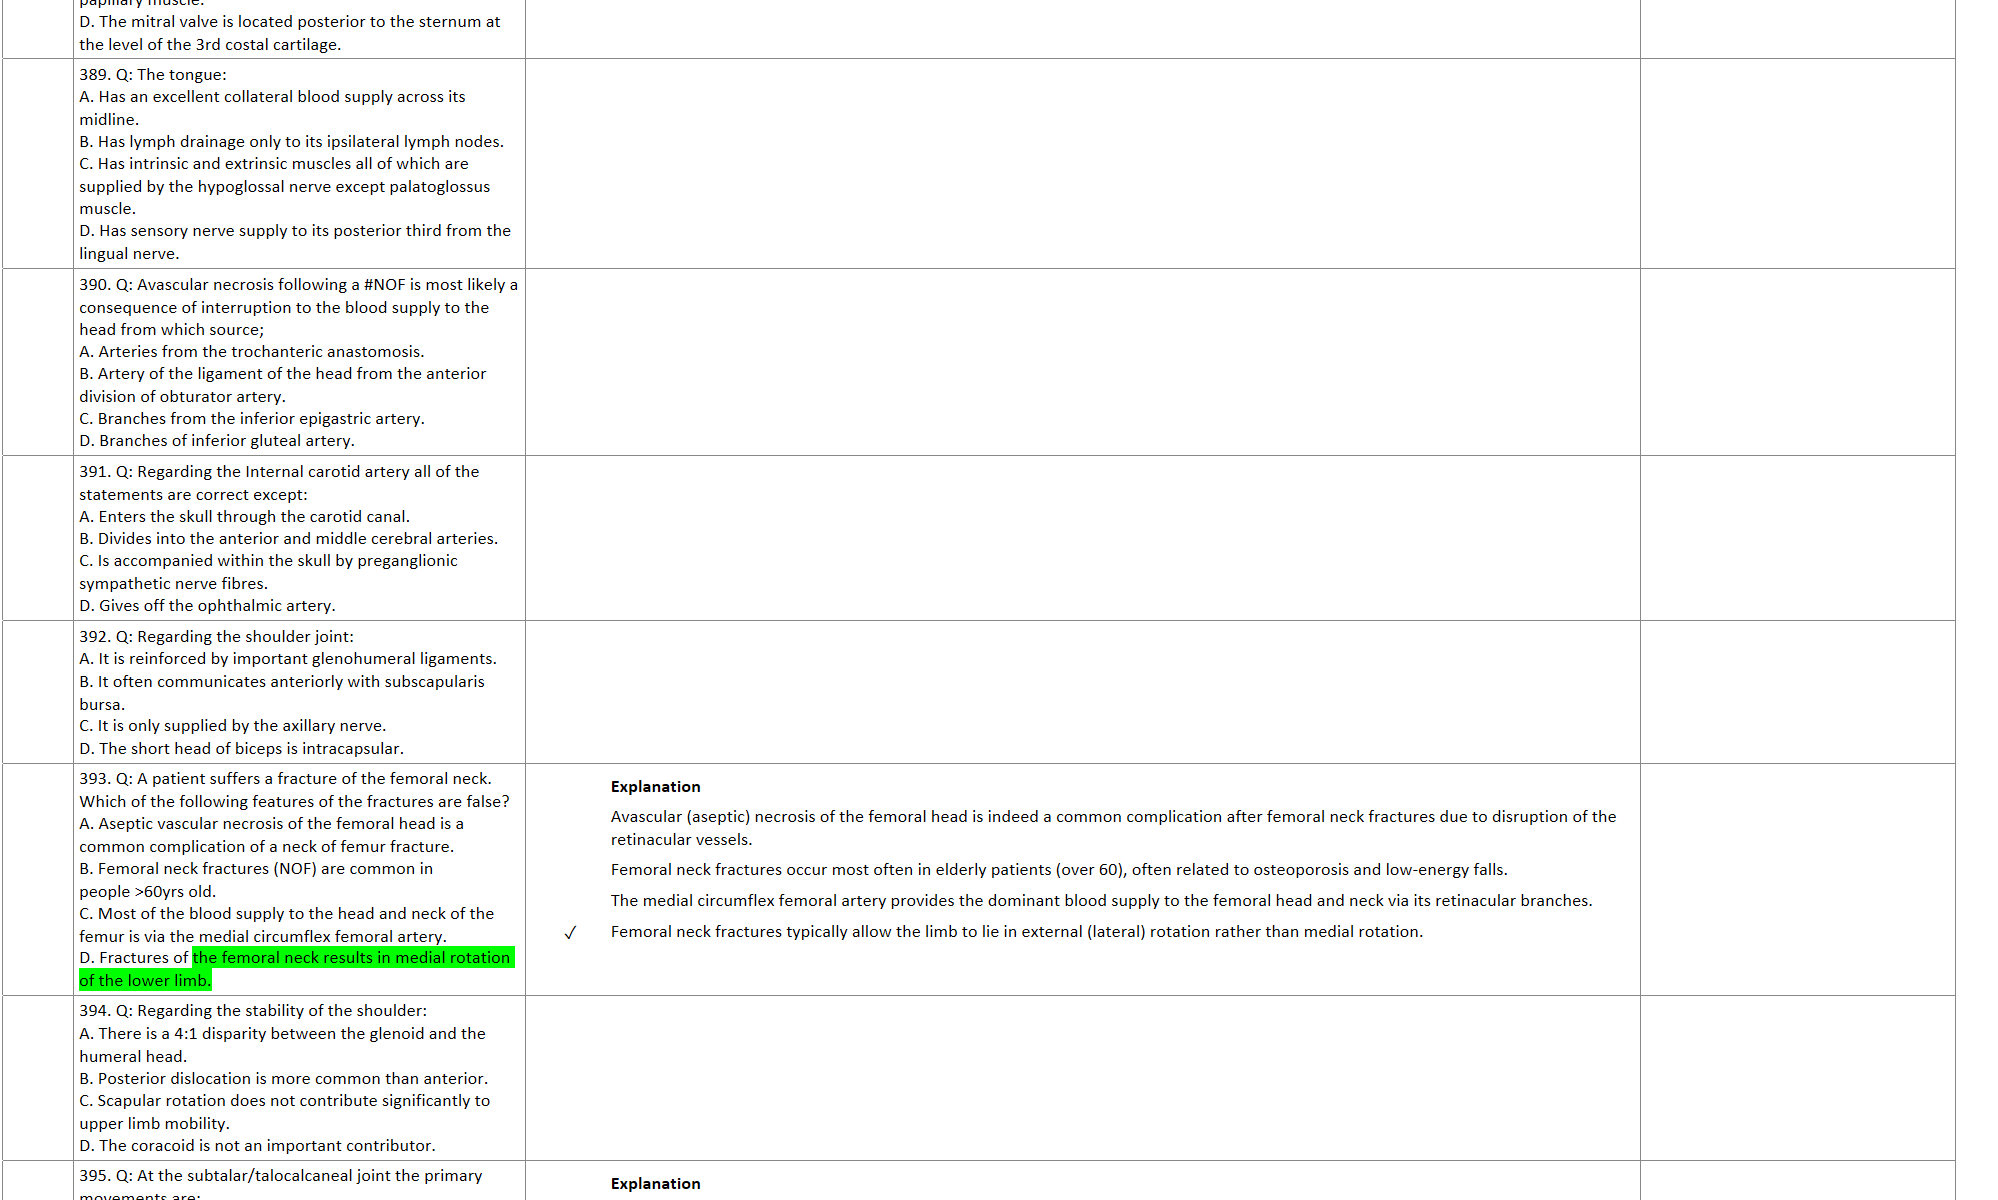 papillary muscle.
D. The mitral valve is located posterior to the sternum at
the level of the 3rd costal cartilage.
389. Q: The tongue:
A. Has an excellent collateral blood supply across its
midline.
B. Has lymph drainage only to its ipsilateral lymph nodes.
C. Has intrinsic and extrinsic muscles all of which are
supplied by the hypoglossal nerve except palatoglossus
muscle.
D. Has sensory nerve supply to its posterior third from the
lingual nerve.
390. Q: Avascular necrosis following a #NOF is most likely a
consequence of interruption to the blood supply to the
head from which source;
A. Arteries from the trochanteric anastomosis.
B. Artery of the ligament of the head from the anterior
division of obturator artery.
C. Branches from the inferior epigastric artery.
D. Branches of inferior gluteal artery.
391. Q: Regarding the Internal carotid artery all of the
statements are correct except:
A. Enters the skull through the carotid canal.
B. Divides into the anterior and middle cerebral arteries.
C. Is accompanied within the skull by preganglionic
sympathetic nerve fibres.
D. Gives off the ophthalmic artery.
392. Q: Regarding the shoulder joint:
A. It is reinforced by important glenohumeral ligaments.
B. It often communicates anteriorly with subscapularis
bursa.
C. It is only supplied by the axillary nerve.
D. The short head of biceps is intracapsular.
393. Q: A patient suffers a fracture of the femoral neck.
Which of the following features of the fractures are false?
A. Aseptic vascular necrosis of the femoral head is a
common complication of a neck of femur fracture.
B. Femoral neck fractures (NOF) are common in
people >60yrs old.
C. Most of the blood supply to the head and neck of the
femur is via the medial circumflex femoral artery.
D. Fractures of the femoral neck results in medial rotation
of the lower limb.
Explanation
Avascular (aseptic) necrosis of the femoral head is indeed a common complication after femoral neck fractures due to disruption of the
retinacular vessels.
Femoral neck fractures occur most often in elderly patients (over 60), often related to osteoporosis and low-energy falls.
The medial circumflex femoral artery provides the dominant blood supply to the femoral head and neck via its retinacular branches.
✓ Femoral neck fractures typically allow the limb to lie in external (lateral) rotation rather than medial rotation.
394. Q: Regarding the stability of the shoulder:
A. There is a 4:1 disparity between the glenoid and the
humeral head.
B. Posterior dislocation is more common than anterior.
C. Scapular rotation does not contribute significantly to
upper limb mobility.
D. The coracoid is not an important contributor.
395. Q: At the subtalar/talocalcaneal joint the primary
movements are:
Explanation